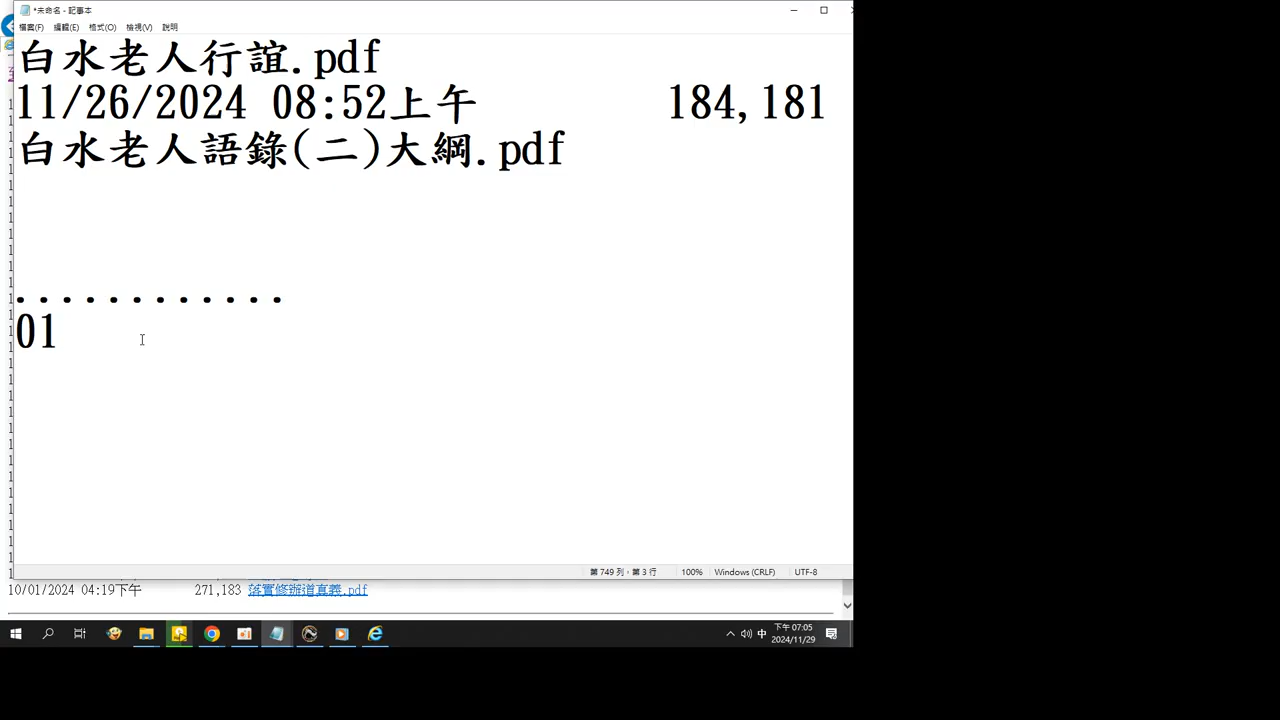 *未命名 - 記事本
檔案(F) 編輯(E) 格式(O) 檢視(V) 說明
白水老人行誼.pdf
11/26/2024 08:52上午 184,181
白水老人語錄(二)大綱.pdf
............
01
第 749 列，第 3 行 100% Windows (CRLF) UTF-8
10/01/2024 04:19下午 271,183 落實修辦道真義.pdf
中 下午 07:05
2024/11/29